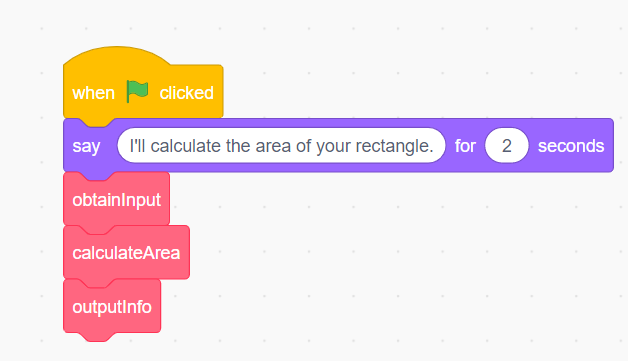 when clicked
say I'll calculate the area of your rectangle. for 2 seconds
obtainInput
calculateArea
outputInfo